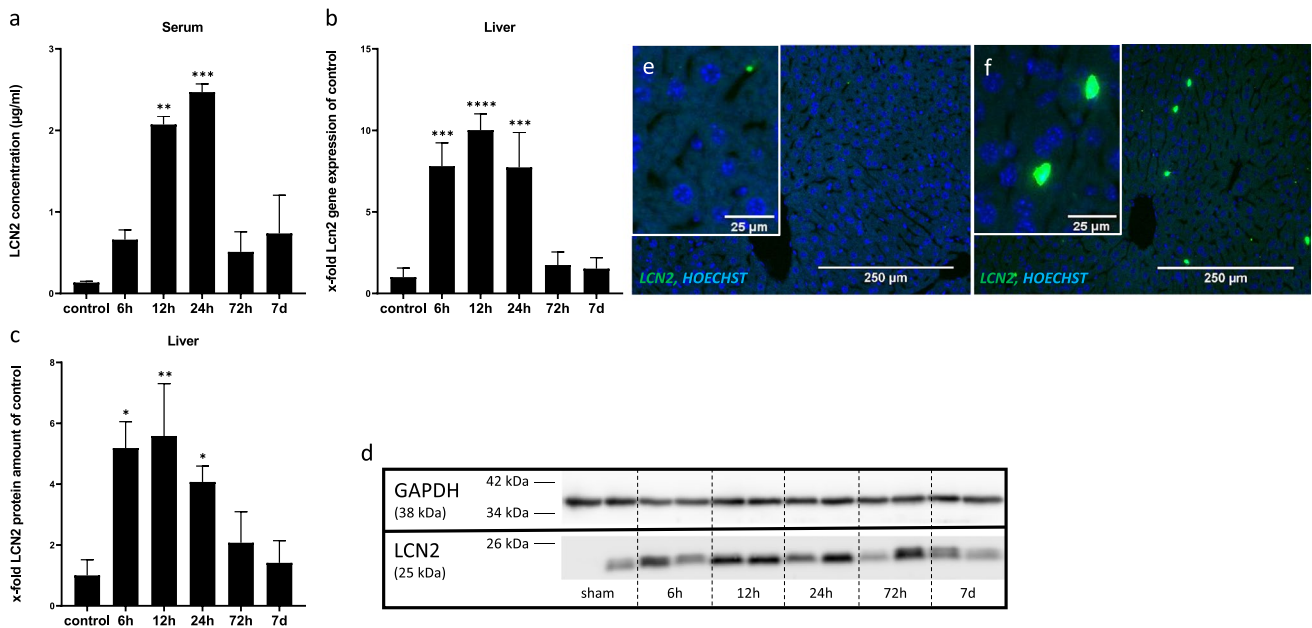 a
Serum
LCN2 concentration (µg/ml)
3
2
1
0
**
***
control 6h 12h 24h 72h 7d
b
Liver
x-fold Lcn2 gene expression of control
15
10
5
0
***
****
***
control 6h 12h 24h 72h 7d
e
25 µm
LCN2, HOECHST
250 µm
f
25 µm
LCN2, HOECHST
250 µm
c
Liver
x-fold LCN2 protein amount of control
8
6
4
2
0
*
**
*
control 6h 12h 24h 72h 7d
d
GAPDH
(38 kDa)
42 kDa
34 kDa
LCN2
(25 kDa)
26 kDa
sham 6h 12h 24h 72h 7d